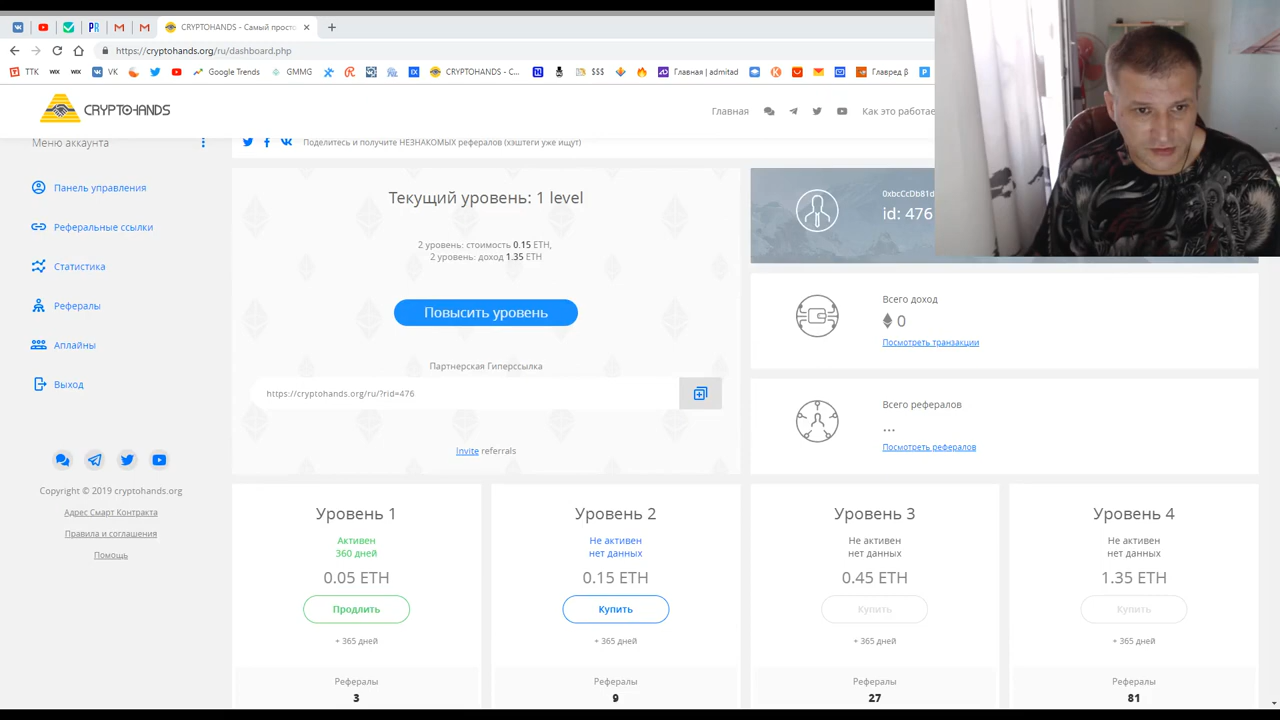 CRYPTOHANDS - Самый прост
https://cryptohands.org/ru/dashboard.php
ТТК
WIX
WIX
VK
Google Trends
GMMG
IX
CRYPTOHANDS - C...
$$$
Главная | admitad
Главред β
CRYPTOHANDS
Главная
Как это работае
Меню аккаунта
Поделитесь и получите НЕЗНАКОМЫХ рефералов (хэштеги уже ищут)
Панель управления
Реферальные ссылки
Статистика
Рефералы
Аплайны
Выход
Copyright © 2019 cryptohands.org
Адрес Смарт Контракта
Правила и соглашения
Помощь
Текущий уровень: 1 level
2 уровень: стоимость 0.15 ETH,
2 уровень: доход 1.35 ETH
Повысить уровень
Партнерская Гиперссылка
https://cryptohands.org/ru/?rid=476
Invite referrals
0xbcCcDb81d
id: 476
Всего доход
0
Посмотреть транзакции
Всего рефералов
...
Посмотреть рефералов
Уровень 1
Активен
360 дней
0.05 ETH
Продлить
+ 365 дней
Рефералы
3
Уровень 2
Не активен
нет данных
0.15 ETH
Купить
+ 365 дней
Рефералы
9
Уровень 3
Не активен
нет данных
0.45 ETH
Купить
+ 365 дней
Рефералы
27
Уровень 4
Не активен
нет данных
1.35 ETH
Купить
+ 365 дней
Рефералы
81